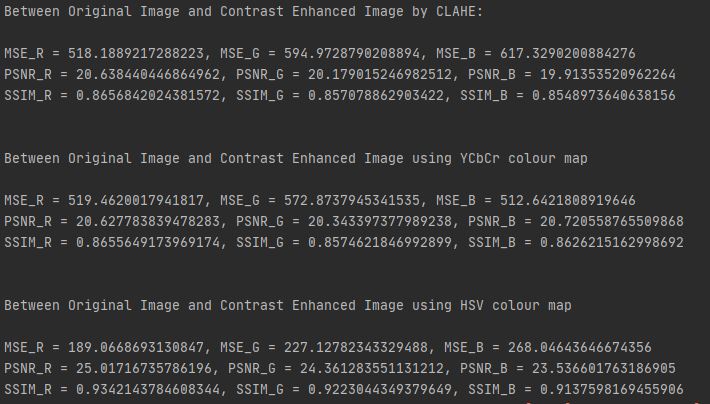 Between Original Image and Contrast Enhanced Image by CLAHE:
MSE_R = 518.1889217288223, MSE_G = 594.9728790208894, MSE_B = 617.3290200884276
PSNR_R = 20.638440446864962, PSNR_G = 20.179015246982512, PSNR_B = 19.91353520962264
SSIM_R = 0.8656842024381572, SSIM_G = 0.857078862903422, SSIM_B = 0.8548973640638156
Between Original Image and Contrast Enhanced Image using YCbCr colour map
MSE_R = 519.4620017941817, MSE_G = 572.8737945341535, MSE_B = 512.6421808919646
PSNR_R = 20.627783839478283, PSNR_G = 20.343397377989238, PSNR_B = 20.720558765509868
SSIM_R = 0.8655649173969174, SSIM_G = 0.8574621846992899, SSIM_B = 0.8626215162998692
Between Original Image and Contrast Enhanced Image using HSV colour map
MSE_R = 189.0668693130847, MSE_G = 227.12782343329488, MSE_B = 268.04643646674356
PSNR_R = 25.01716735786196, PSNR_G = 24.361283551131212, PSNR_B = 23.536601763186905
SSIM_R = 0.9342143784608344, SSIM_G = 0.9223044349379649, SSIM_B = 0.9137598169455906